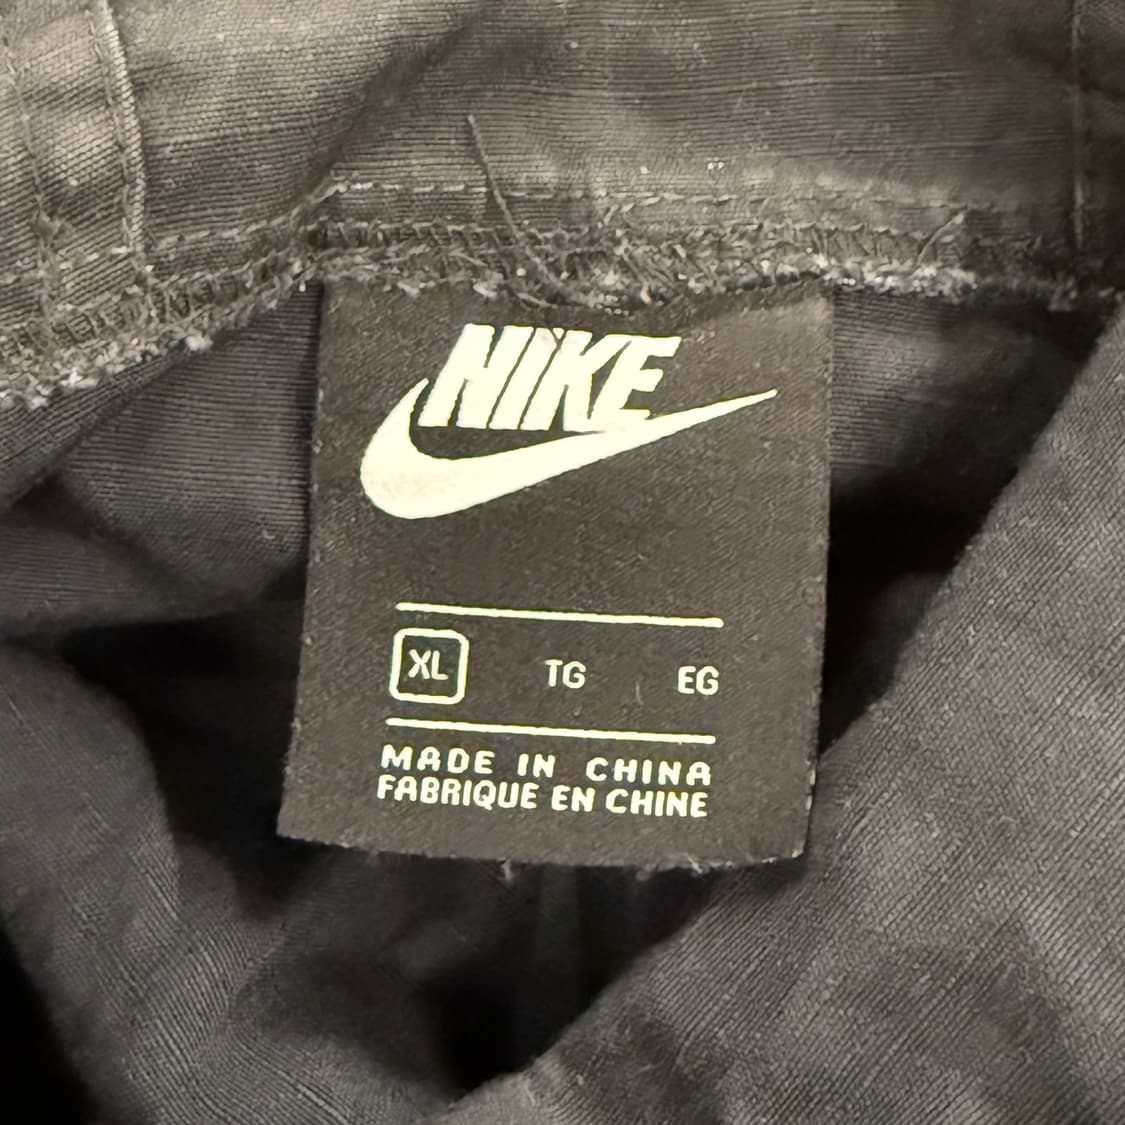 NIKE
XL TG EG
MADE IN CHINA
FABRIQUE EN CHINE